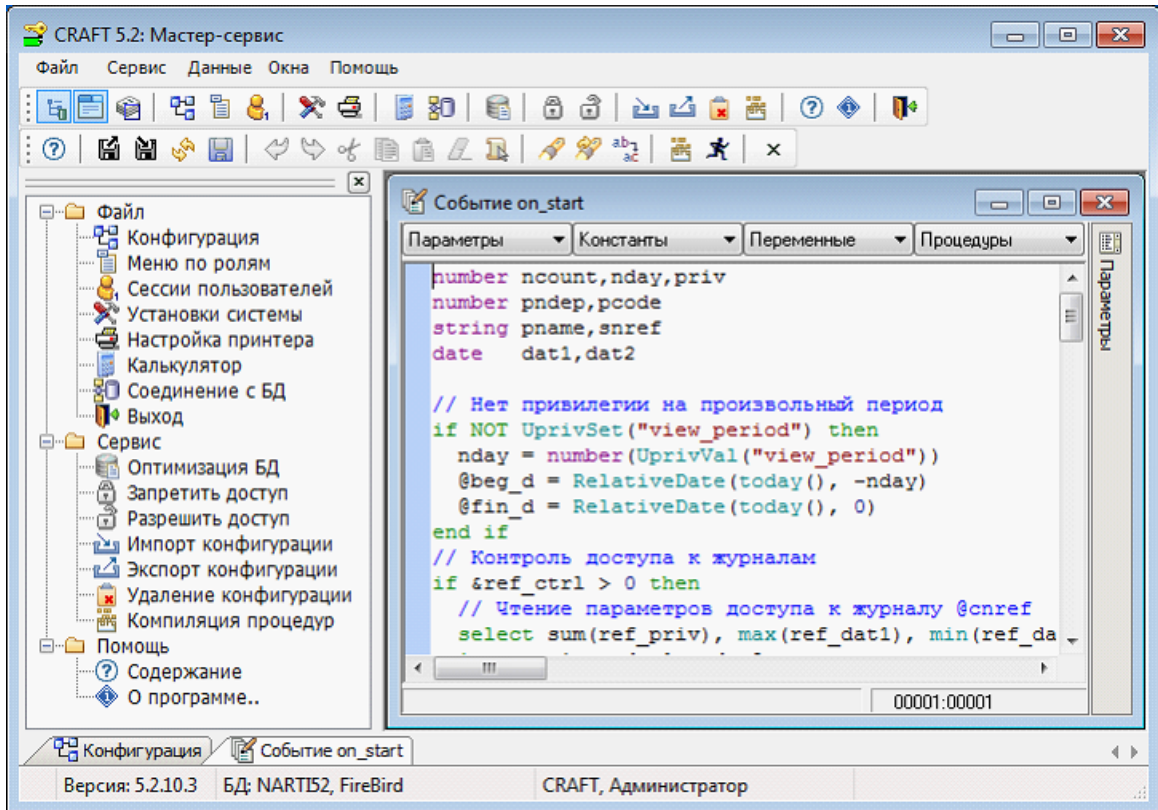 CRAFT 5.2: Мастер-сервис
Файл Сервис Данные Окна Помощь
Событие on_start
Параметры Константы Переменные Процедуры
Параметры
Файл
Конфигурация
Меню по ролям
Сессии пользователей
Установки системы
Настройка принтера
Калькулятор
Соединение с БД
Выход
Сервис
Оптимизация БД
Запретить доступ
Разрешить доступ
Импорт конфигурации
Экспорт конфигурации
Удаление конфигурации
Компиляция процедур
Помощь
Содержание
О программе..
number ncount,nday,priv
number pndep,pcode
string pname,snref
date   dat1,dat2
// Нет привилегии на произвольный период
if NOT UprivSet("view_period") then
  nday = number(UprivVal("view_period"))
  @beg_d = RelativeDate(today(), -nday)
  @fin_d = RelativeDate(today(), 0)
end if
// Контроль доступа к журналам
if &ref_ctrl > 0 then
  // Чтение параметров доступа к журналу @cnref
  select sum(ref_priv), max(ref_dat1), min(ref_da
00001:00001
Конфигурация Событие on_start
Версия: 5.2.10.3 БД: NARTI52, FireBird CRAFT, Администратор